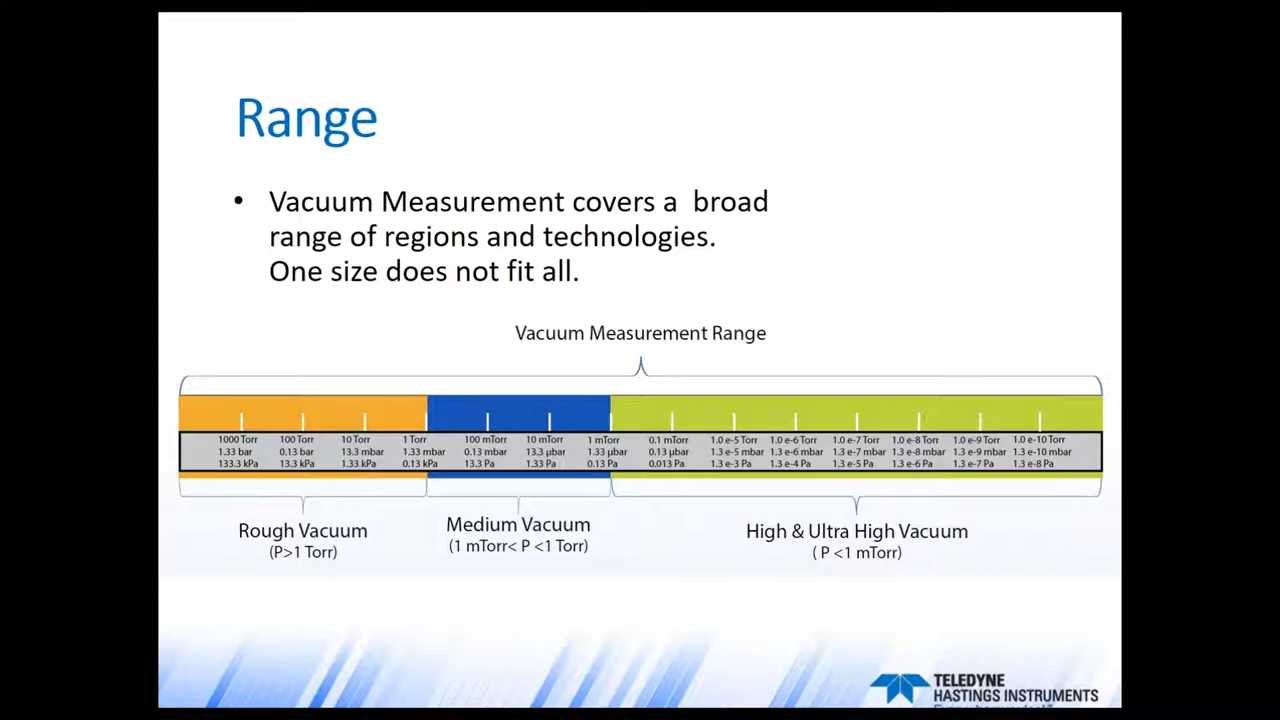 Range
• Vacuum Measurement covers a broad
range of regions and technologies.
One size does not fit all.
Vacuum Measurement Range
1000 Torr 100 Torr 10 Torr 1 Torr 100 mTorr 10 mTorr 1 mTorr 0.1 mTorr 1.0 e-5 Torr 1.0 e-6 Torr 1.0 e-7 Torr 1.0 e-8 Torr 1.0 e-9 Torr 1.0 e-10 Torr
1.33 bar 0.13 bar 13.3 mbar 1.33 mbar 0.13 mbar 13.3 µbar 1.33 µbar 0.13 µbar 1.3 e-5 mbar 1.3 e-6 mbar 1.3 e-7 mbar 1.3 e-8 mbar 1.3 e-9 mbar 1.3 e-10 mbar
133.3 kPa 13.3 kPa 1.33 kPa 0.13 kPa 13.3 Pa 1.33 Pa 0.13 Pa 0.013 Pa 1.3 e-3 Pa 1.3 e-4 Pa 1.3 e-5 Pa 1.3 e-6 Pa 1.3 e-7 Pa 1.3 e-8 Pa
Rough Vacuum
(P>1 Torr)
Medium Vacuum
(1 mTorr< P <1 Torr)
High & Ultra High Vacuum
( P <1 mTorr)
TELEDYNE
HASTINGS INSTRUMENTS